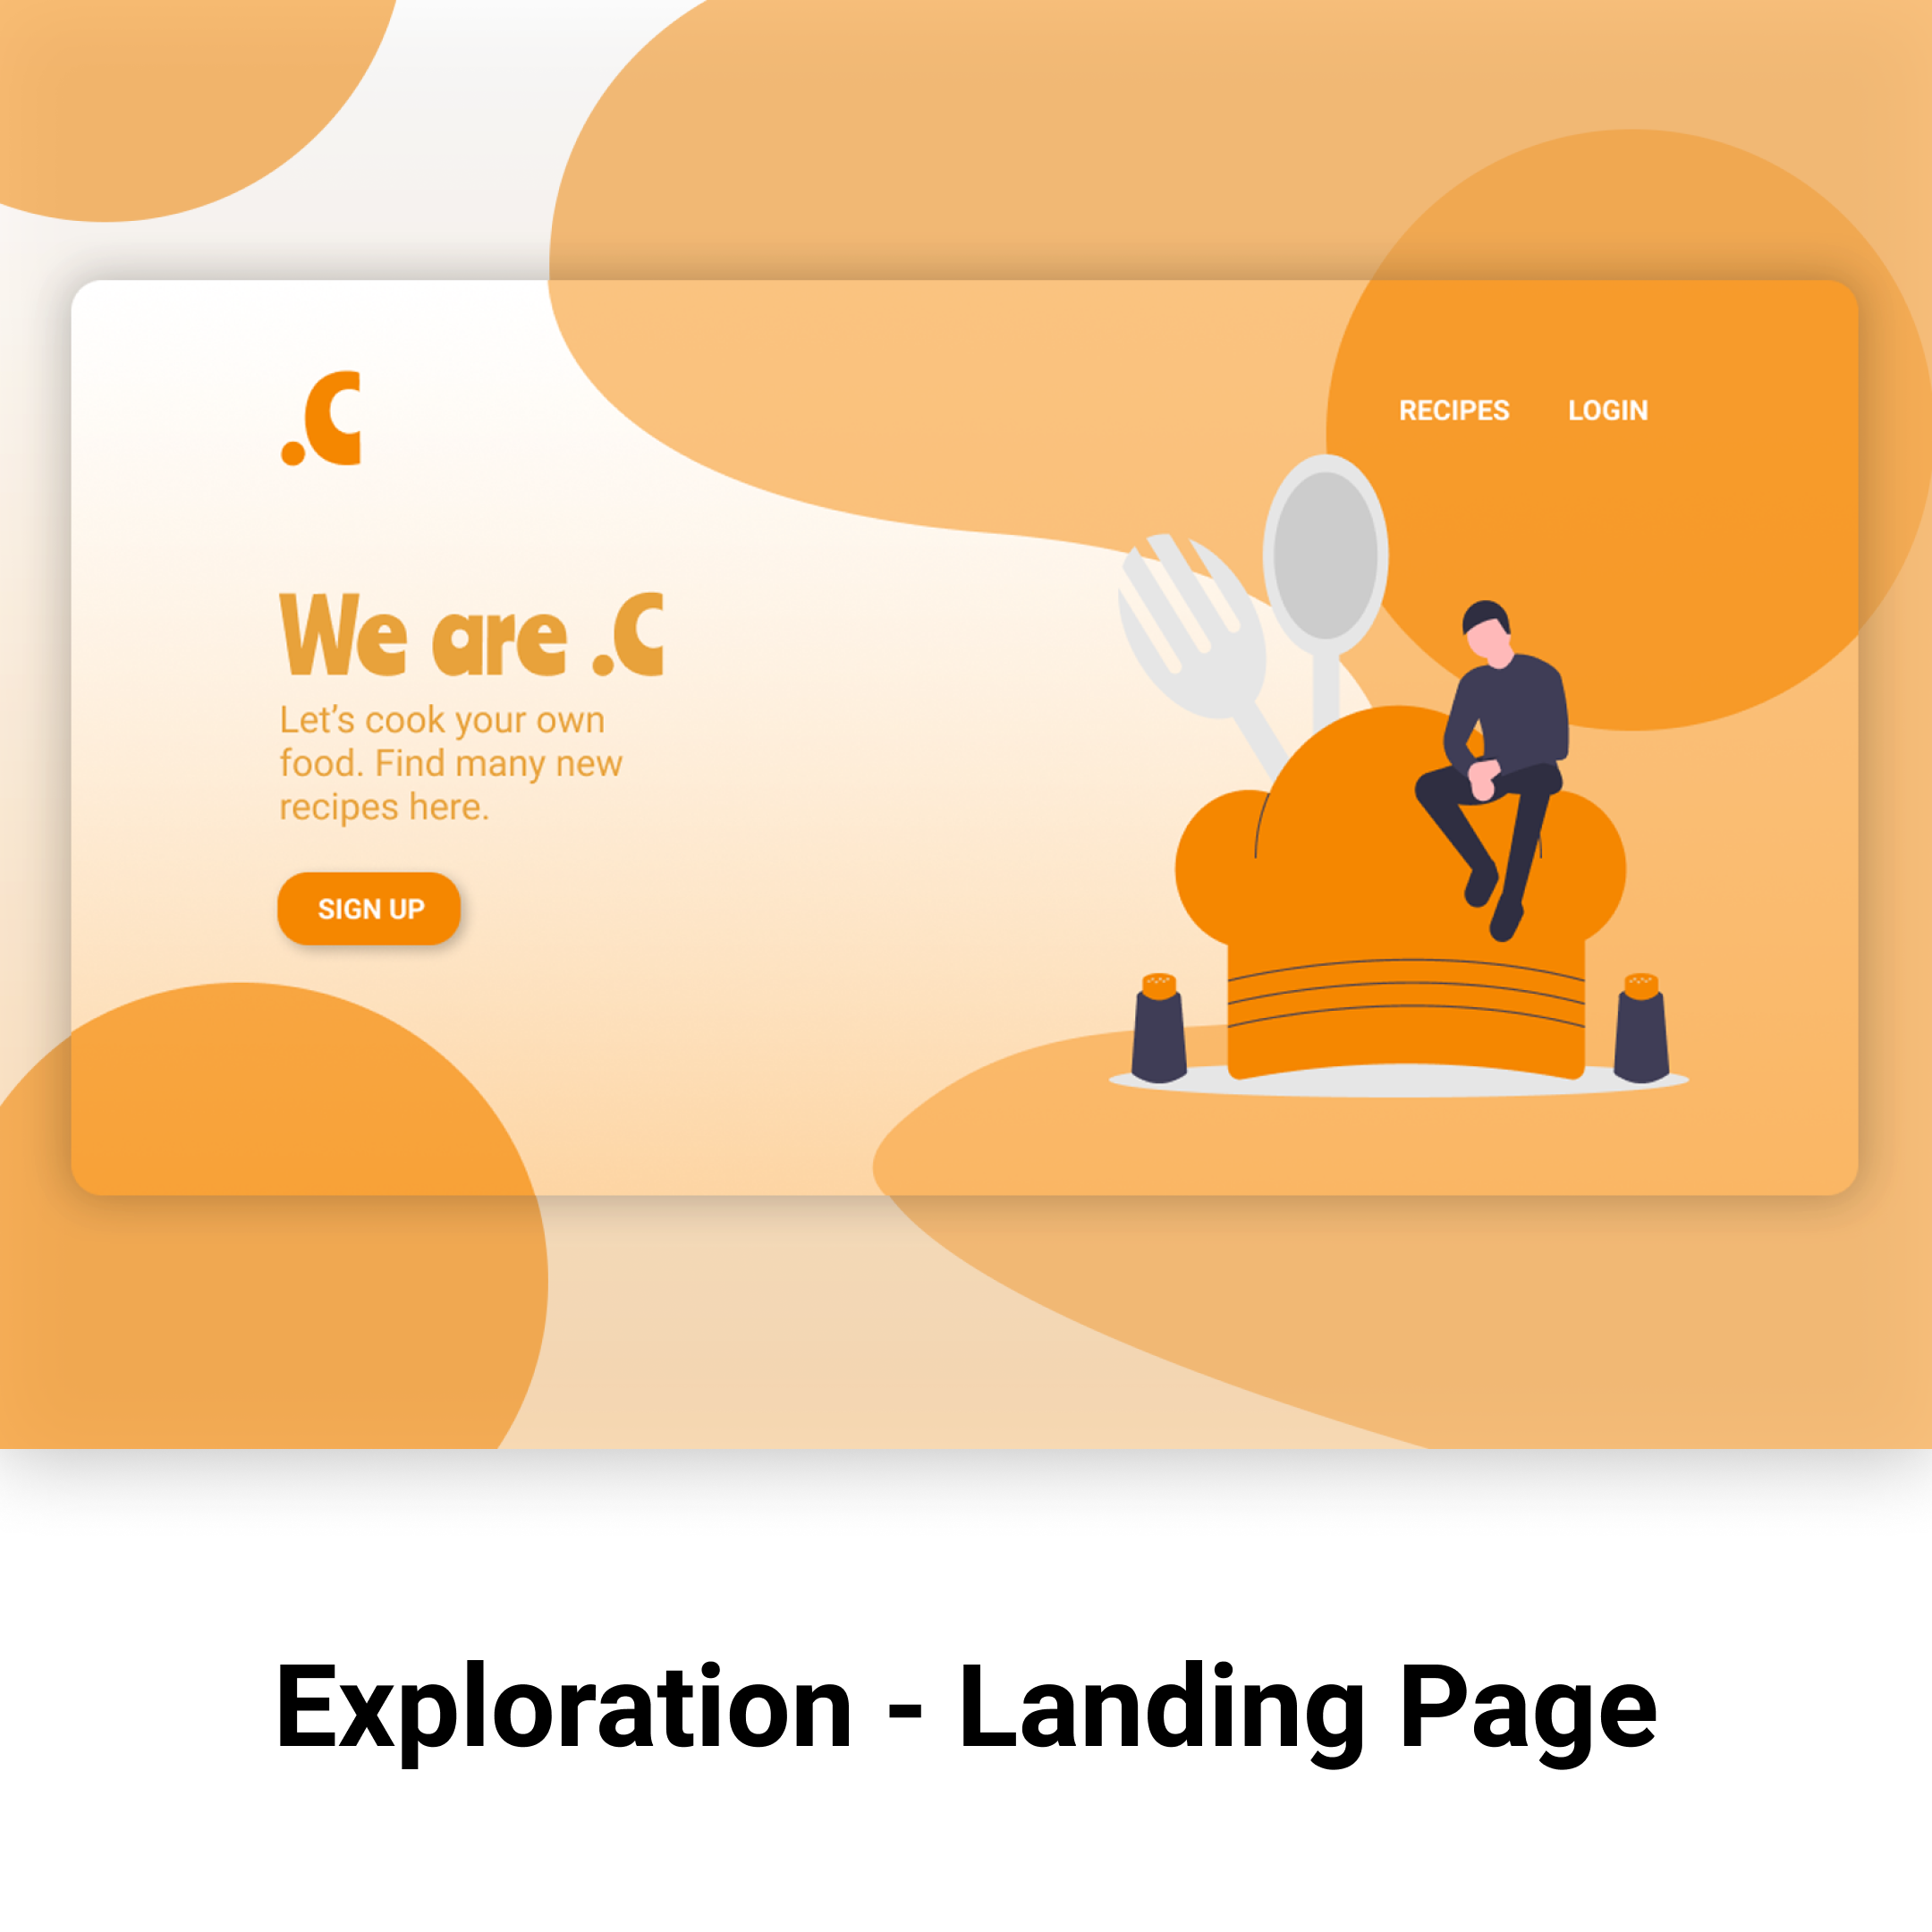 .C
RECIPES LOGIN
We are .C
Let’s cook your own
food. Find many new
recipes here.
SIGN UP
Exploration - Landing Page